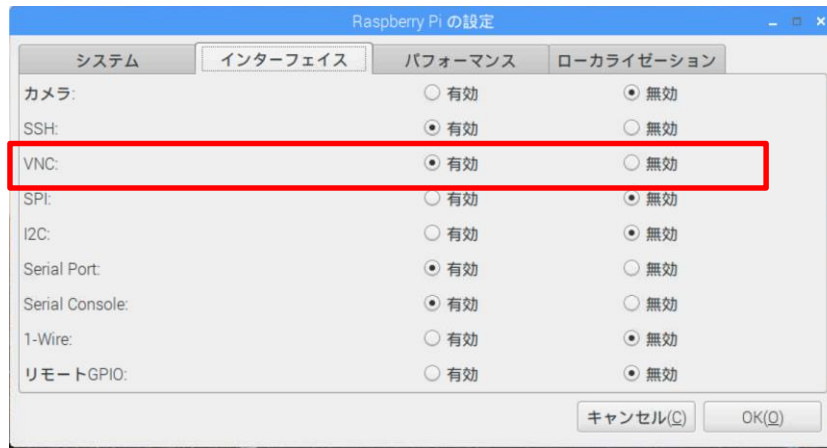 Raspberry Pi の設定
システム インターフェイス パフォーマンス ローカライゼーション
カメラ: 有効 無効
SSH: 有効 無効
VNC: 有効 無効
SPI: 有効 無効
I2C: 有効 無効
Serial Port: 有効 無効
Serial Console: 有効 無効
1-Wire: 有効 無効
リモートGPIO: 有効 無効
キャンセル(C) OK(O)